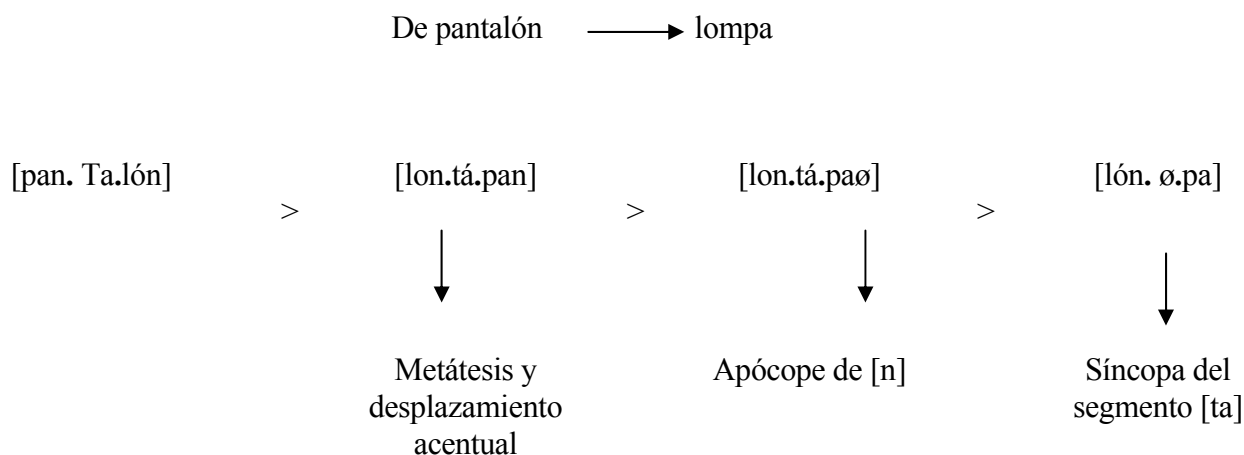 De pantalón lompa
[pan. Ta.lón] [lon.tá.pan] [lon.tá.paø] [lón. ø.pa]
> > >
Metátesis y Apócope de [n] Síncopa del
desplazamiento segmento [ta]
acentual